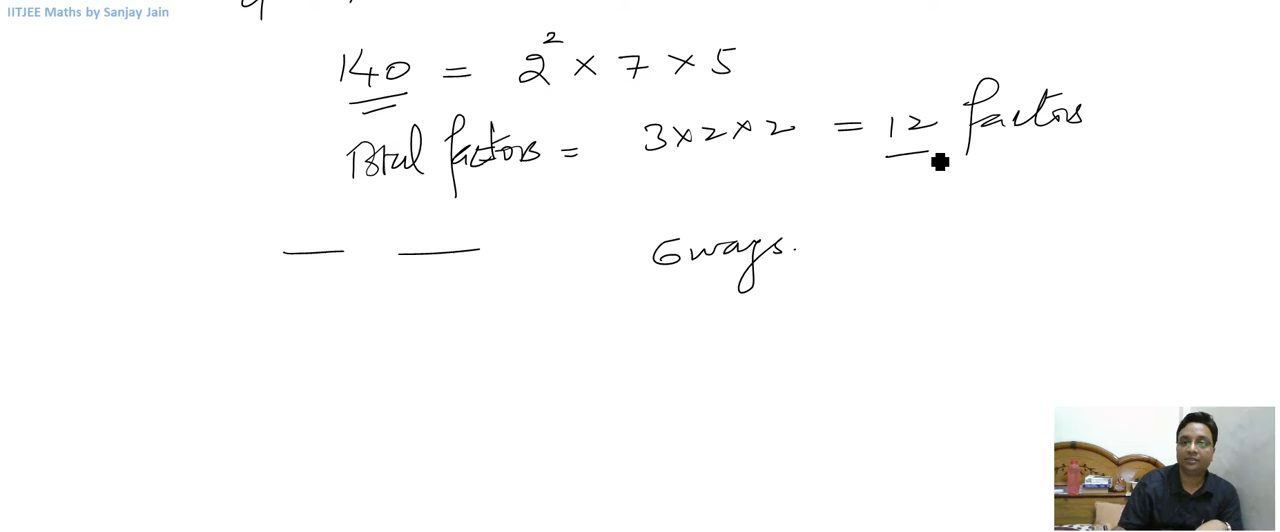 IITJEE Maths by Sanjay Jain
140 = 2² × 7 × 5
Total factors = 3×2×2 = 12 factors
6 ways.